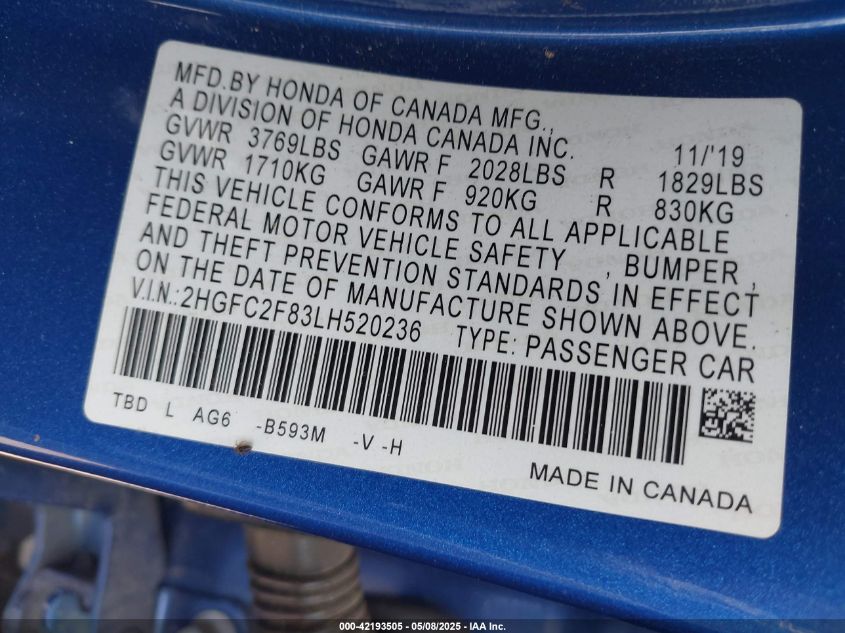 MFD.BY HONDA OF CANADA MFG.,
A DIVISION OF HONDA CANADA INC. 11/'19
GVWR 3769LBS GAWR F 2028LBS R 1829LBS
GVWR 1710KG GAWR F 920KG R 830KG
THIS VEHICLE CONFORMS TO ALL APPLICABLE
FEDERAL MOTOR VEHICLE SAFETY , BUMPER ,
AND THEFT PREVENTION STANDARDS IN EFFECT
ON THE DATE OF MANUFACTURE SHOWN ABOVE.
V.I.N.:2HGFC2F83LH520236 TYPE: PASSENGER CAR
TBD L AG6 -B593M -V -H
MADE IN CANADA
000-42193505 — 05/08/2025 — IAA Inc.